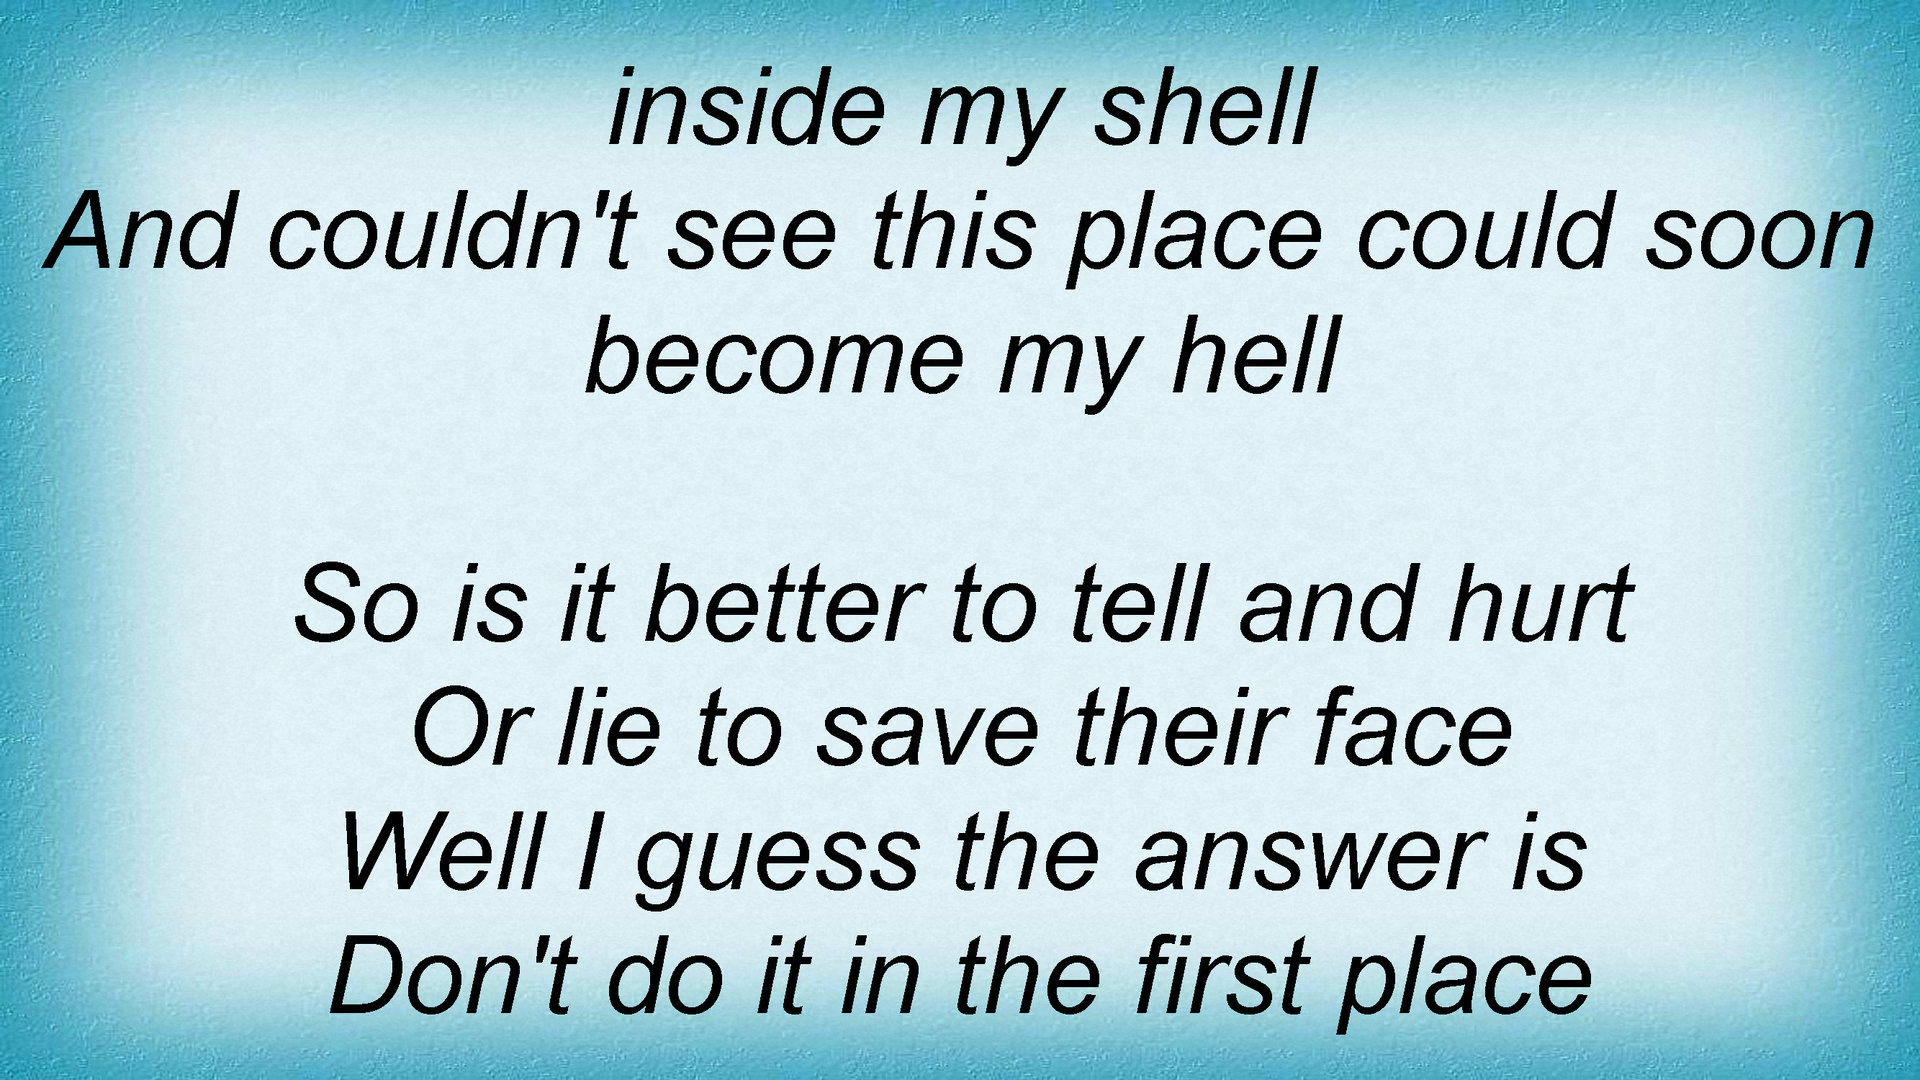 inside my shell
And couldn't see this place could soon
become my hell
So is it better to tell and hurt
Or lie to save their face
Well I guess the answer is
Don't do it in the first place